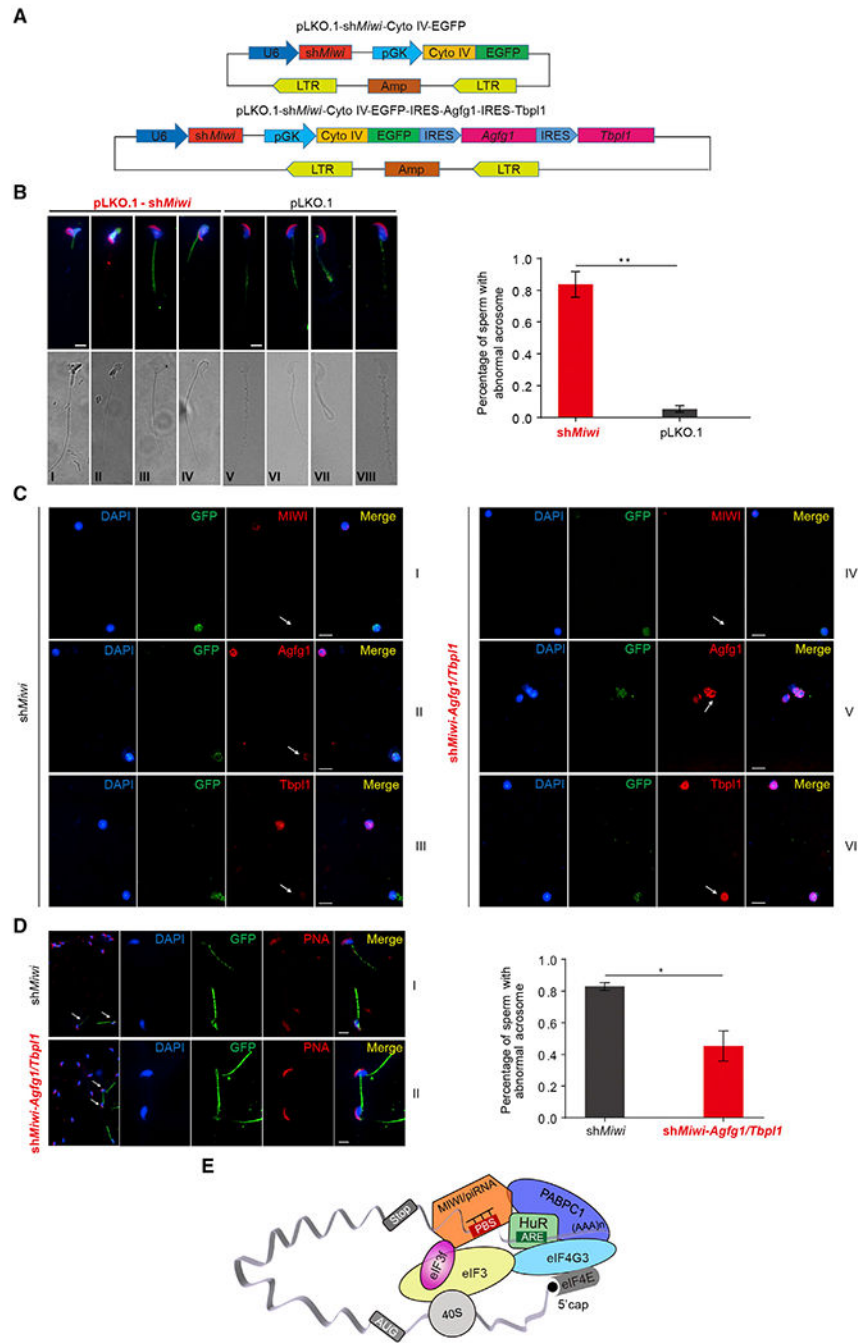 A
pLKO.1-shMiwi-Cyto IV-EGFP
U6 shMiwi pGK Cyto IV EGFP
LTR Amp LTR
pLKO.1-shMiwi-Cyto IV-EGFP-IRES-Agfg1-IRES-Tbpl1
U6 shMiwi pGK Cyto IV EGFP IRES Agfg1 IRES Tbpl1
LTR Amp LTR
B
pLKO.1 - shMiwi pLKO.1
I II III IV V VI VII VIII
Percentage of sperm with
abnormal acrosome
1.0
0.8
0.6
0.4
0.2
0.0
**
shMiwi pLKO.1
C
shMiwi
DAPI GFP MIWI Merge
I
DAPI GFP Agfg1 Merge
II
DAPI GFP Tbpl1 Merge
III
shMiwi-Agfg1/Tbpl1
DAPI GFP MIWI Merge
IV
DAPI GFP Agfg1 Merge
V
DAPI GFP Tbpl1 Merge
VI
D
shMiwi
DAPI GFP PNA Merge
I
shMiwi-Agfg1/Tbpl1
DAPI GFP PNA Merge
II
Percentage of sperm with
abnormal acrosome
1.0
0.8
0.6
0.4
0.2
0.0
*
shMiwi shMiwi-Agfg1/Tbpl1
E
MIWI/piRNA
PABPC1
Stop
PBS
HuR
ARE
(AAA)n
eIF3f
eIF3
eIF4G3
eIF4E
5'cap
40S
AUG